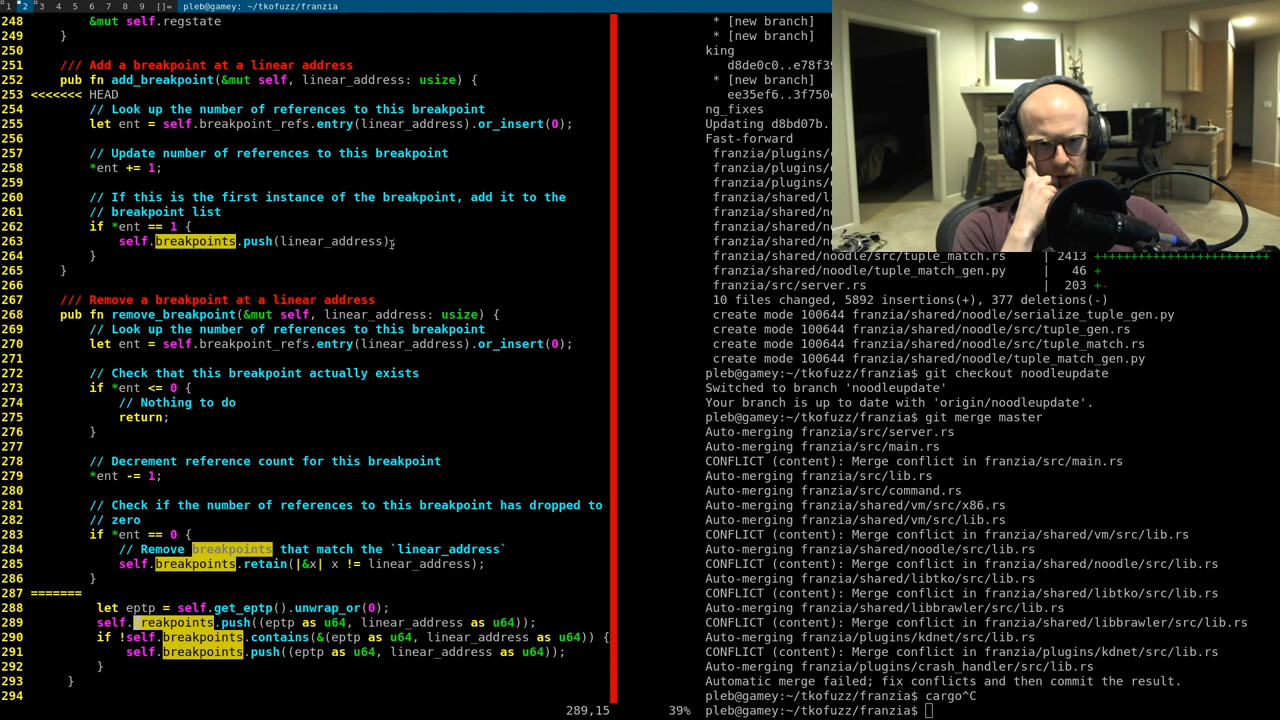 1 2 3 4 5 6 7 8 9 []= pleb@gamey: ~/tkofuzz/franzia
248 &mut self.regstate
249 }
250
251 /// Add a breakpoint at a linear address
252 pub fn add_breakpoint(&mut self, linear_address: usize) {
253 <<<<<<< HEAD
254 // Look up the number of references to this breakpoint
255 let ent = self.breakpoint_refs.entry(linear_address).or_insert(0);
256
257 // Update number of references to this breakpoint
258 *ent += 1;
259
260 // If this is the first instance of the breakpoint, add it to the
261 // breakpoint list
262 if *ent == 1 {
263 self.breakpoints.push(linear_address);
264 }
265 }
266
267 /// Remove a breakpoint at a linear address
268 pub fn remove_breakpoint(&mut self, linear_address: usize) {
269 // Look up the number of references to this breakpoint
270 let ent = self.breakpoint_refs.entry(linear_address).or_insert(0);
271
272 // Check that this breakpoint actually exists
273 if *ent <= 0 {
274 // Nothing to do
275 return;
276 }
277
278 // Decrement reference count for this breakpoint
279 *ent -= 1;
280
281 // Check if the number of references to this breakpoint has dropped to
282 // zero
283 if *ent == 0 {
284 // Remove breakpoints that match the `linear_address`
285 self.breakpoints.retain(|&x| x != linear_address);
286 }
287 =======
288 let eptp = self.get_eptp().unwrap_or(0);
289 self.breakpoints.push((eptp as u64, linear_address as u64));
290 if !self.breakpoints.contains(&(eptp as u64, linear_address as u64)) {
291 self.breakpoints.push((eptp as u64, linear_address as u64));
292 }
293 }
294
289,15 39%
* [new branch]
* [new branch]
king
d8de0c0..e78f39
* [new branch]
ee35ef6..3f750
ng_fixes
Updating d8bd07b.
Fast-forward
franzia/plugins/
franzia/plugins/
franzia/plugins/
franzia/shared/l
franzia/shared/n
franzia/shared/n
franzia/shared/n
franzia/shared/noodle/src/tuple_match.rs | 2413 ++++++++++++++++++++++++
franzia/shared/noodle/tuple_match_gen.py | 46 +
franzia/src/server.rs | 203 +-
10 files changed, 5892 insertions(+), 377 deletions(-)
create mode 100644 franzia/shared/noodle/serialize_tuple_gen.py
create mode 100644 franzia/shared/noodle/src/tuple_gen.rs
create mode 100644 franzia/shared/noodle/src/tuple_match.rs
create mode 100644 franzia/shared/noodle/tuple_match_gen.py
pleb@gamey:~/tkofuzz/franzia$ git checkout noodleupdate
Switched to branch 'noodleupdate'
Your branch is up to date with 'origin/noodleupdate'.
pleb@gamey:~/tkofuzz/franzia$ git merge master
Auto-merging franzia/src/server.rs
Auto-merging franzia/src/main.rs
CONFLICT (content): Merge conflict in franzia/src/main.rs
Auto-merging franzia/src/lib.rs
Auto-merging franzia/src/command.rs
Auto-merging franzia/shared/vm/src/x86.rs
Auto-merging franzia/shared/vm/src/lib.rs
CONFLICT (content): Merge conflict in franzia/shared/vm/src/lib.rs
Auto-merging franzia/shared/noodle/src/lib.rs
CONFLICT (content): Merge conflict in franzia/shared/noodle/src/lib.rs
Auto-merging franzia/shared/libtko/src/lib.rs
CONFLICT (content): Merge conflict in franzia/shared/libtko/src/lib.rs
Auto-merging franzia/shared/libbrawler/src/lib.rs
CONFLICT (content): Merge conflict in franzia/shared/libbrawler/src/lib.rs
Auto-merging franzia/plugins/kdnet/src/lib.rs
CONFLICT (content): Merge conflict in franzia/plugins/kdnet/src/lib.rs
Auto-merging franzia/plugins/crash_handler/src/lib.rs
Automatic merge failed; fix conflicts and then commit the result.
pleb@gamey:~/tkofuzz/franzia$ cargo^C
pleb@gamey:~/tkofuzz/franzia$